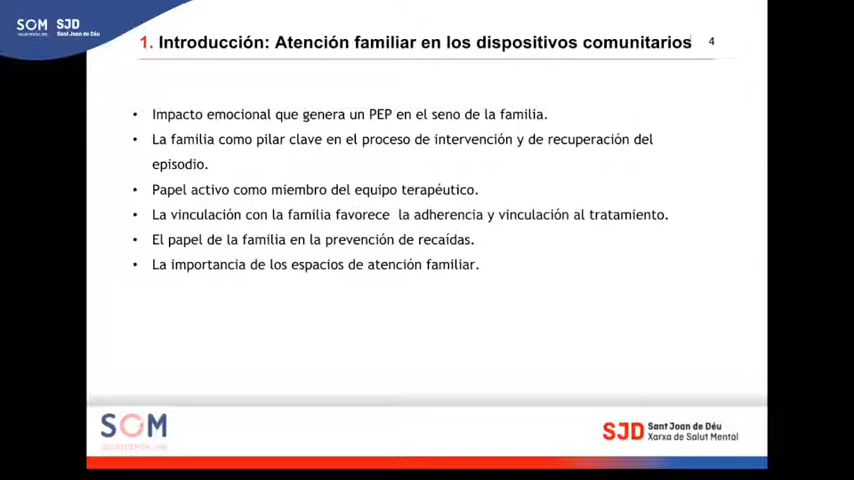 SOM SJD
Sant Joan de Déu
1. Introducción: Atención familiar en los dispositivos comunitarios 4
• Impacto emocional que genera un PEP en el seno de la familia.
• La familia como pilar clave en el proceso de intervención y de recuperación del
episodio.
• Papel activo como miembro del equipo terapéutico.
• La vinculación con la familia favorece la adherencia y vinculación al tratamiento.
• El papel de la familia en la prevención de recaídas.
• La importancia de los espacios de atención familiar.
SOM
SJD Sant Joan de Déu
Xarxa de Salut Mental